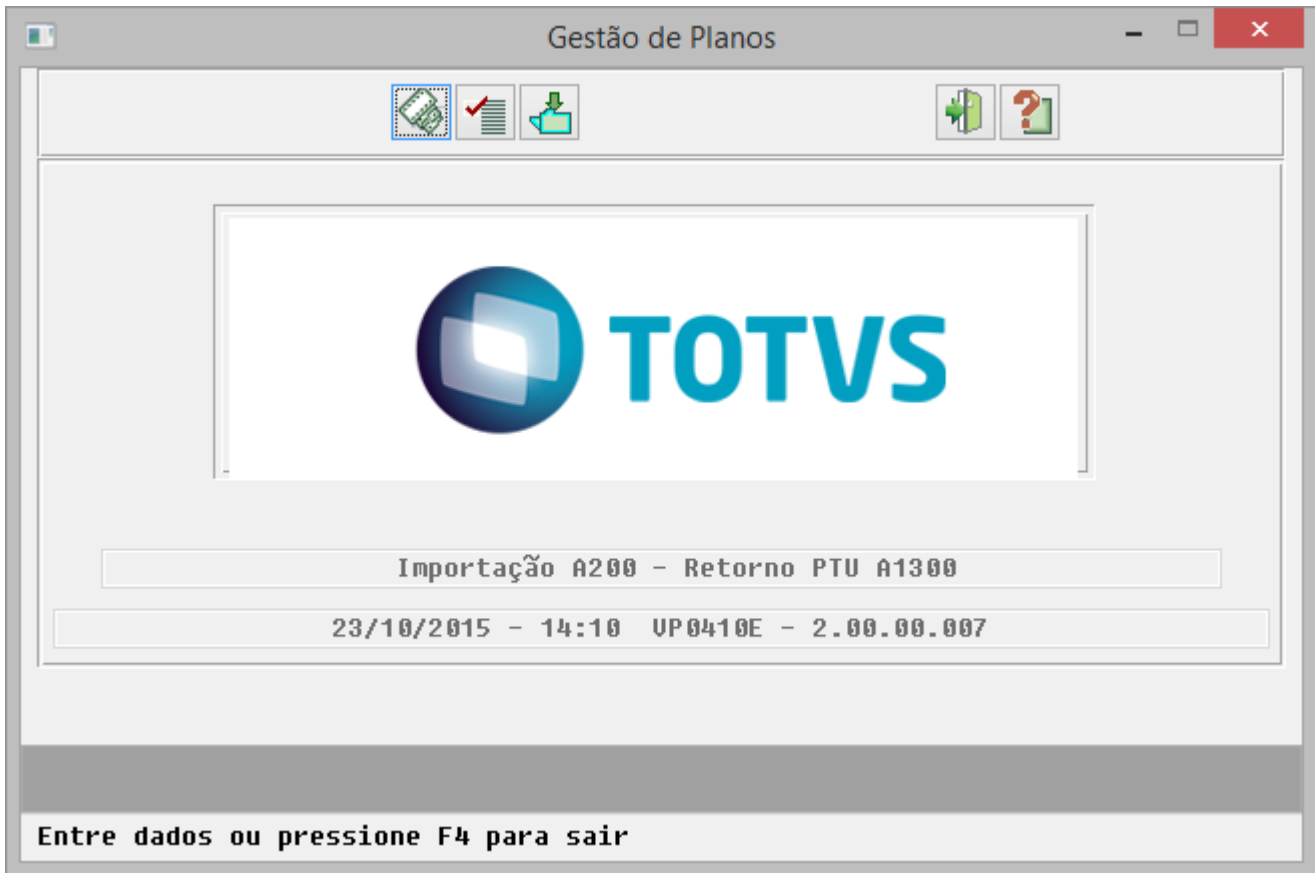 Gestão de Planos
TOTVS
Importação A200 - Retorno PTU A1300
23/10/2015 - 14:10 VP0410E - 2.00.00.007
Entre dados ou pressione F4 para sair